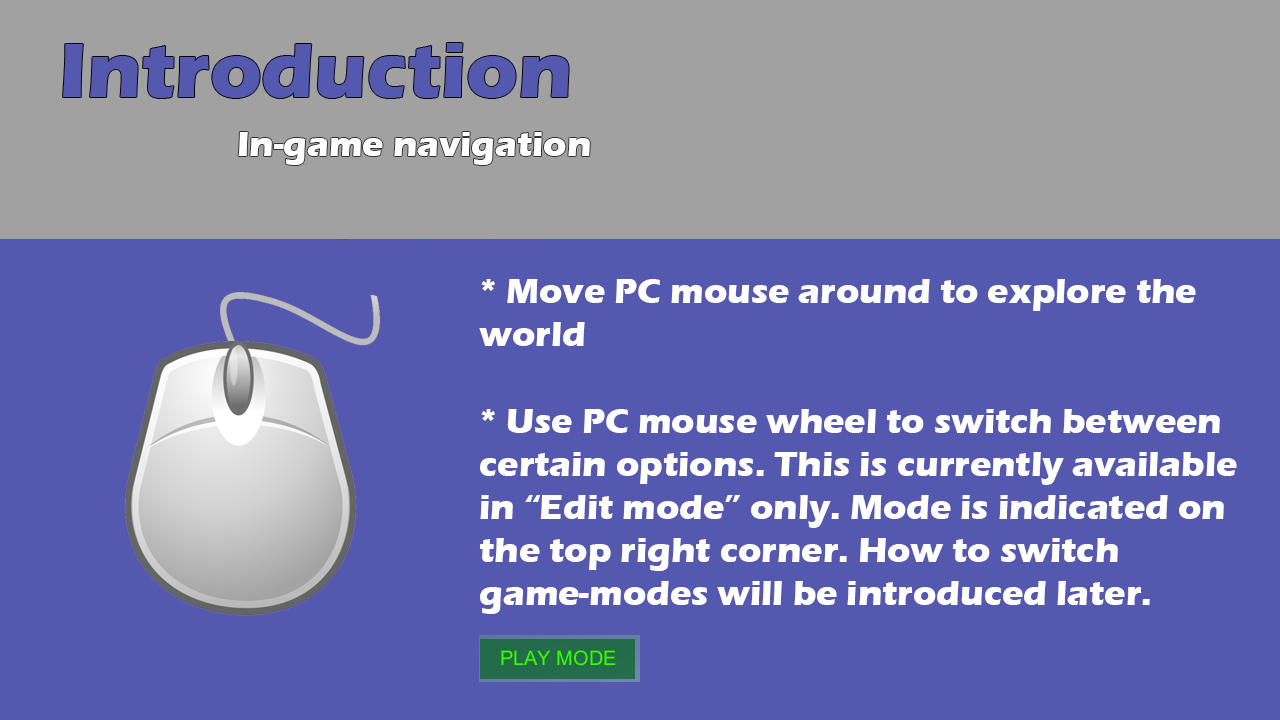 Introduction
In-game navigation
* Move PC mouse around to explore the
world
* Use PC mouse wheel to switch between
certain options. This is currently available
in “Edit mode” only. Mode is indicated on
the top right corner. How to switch
game-modes will be introduced later.
PLAY MODE